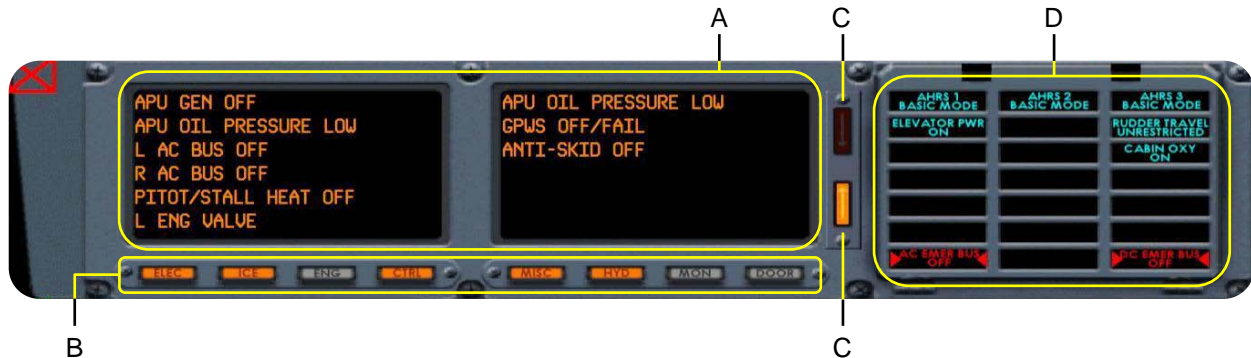 A
C
D
APU GEN OFF
APU OIL PRESSURE LOW
L AC BUS OFF
R AC BUS OFF
PITOT/STALL HEAT OFF
L ENG VALVE
APU OIL PRESSURE LOW
GPWS OFF/FAIL
ANTI-SKID OFF
AHRS 1
BASIC MODE
AHRS 2
BASIC MODE
AHRS 3
BASIC MODE
ELEVATOR PWR
ON
RUDDER TRAVEL
UNRESTRICTED
CABIN OXY
ON
AC EMER BUS
OFF
DC EMER BUS
OFF
ELEC ICE ENG CTRL MISC HYD MON DOOR
B
C